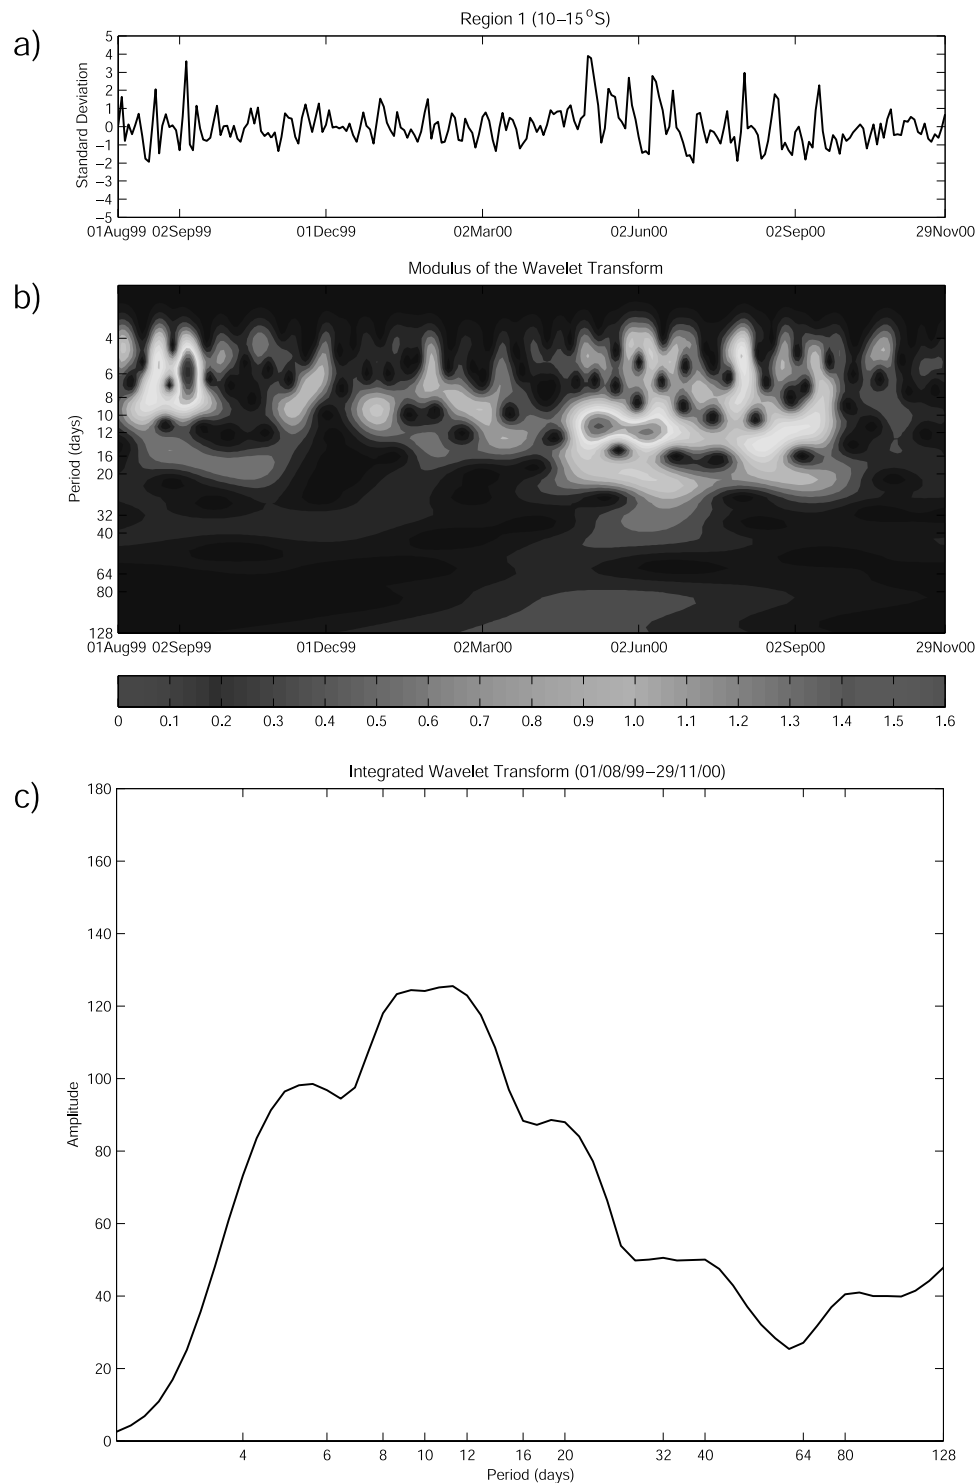 a)
Region 1 (10–15°S)
Standard Deviation
5
4
3
2
1
0
−1
−2
−3
−4
−5
01Aug99 02Sep99 01Dec99 02Mar00 02Jun00 02Sep00 29Nov00
b)
Modulus of the Wavelet Transform
Period (days)
4
6
8
10
12
16
20
32
40
64
80
128
01Aug99 02Sep99 01Dec99 02Mar00 02Jun00 02Sep00 29Nov00
0 0.1 0.2 0.3 0.4 0.5 0.6 0.7 0.8 0.9 1.0 1.1 1.2 1.3 1.4 1.5 1.6
c)
Integrated Wavelet Transform (01/08/99–29/11/00)
Amplitude
180
160
140
120
100
80
60
40
20
0
4 6 8 10 12 16 20 32 40 64 80 128
Period (days)